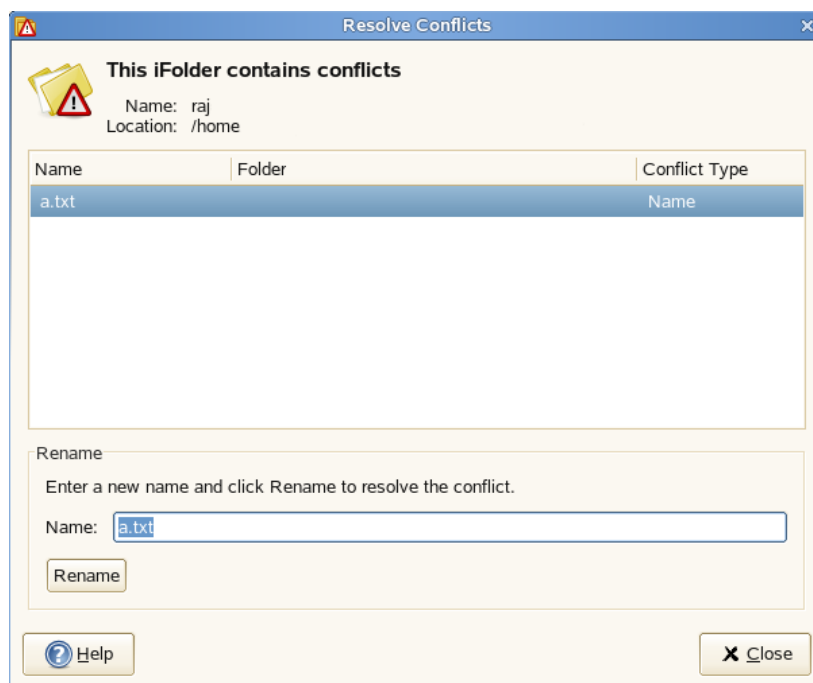 Resolve Conflicts
This iFolder contains conflicts
Name: raj
Location: /home
Name Folder Conflict Type
a.txt Name
Rename
Enter a new name and click Rename to resolve the conflict.
Name: a.txt
Rename
Help Close